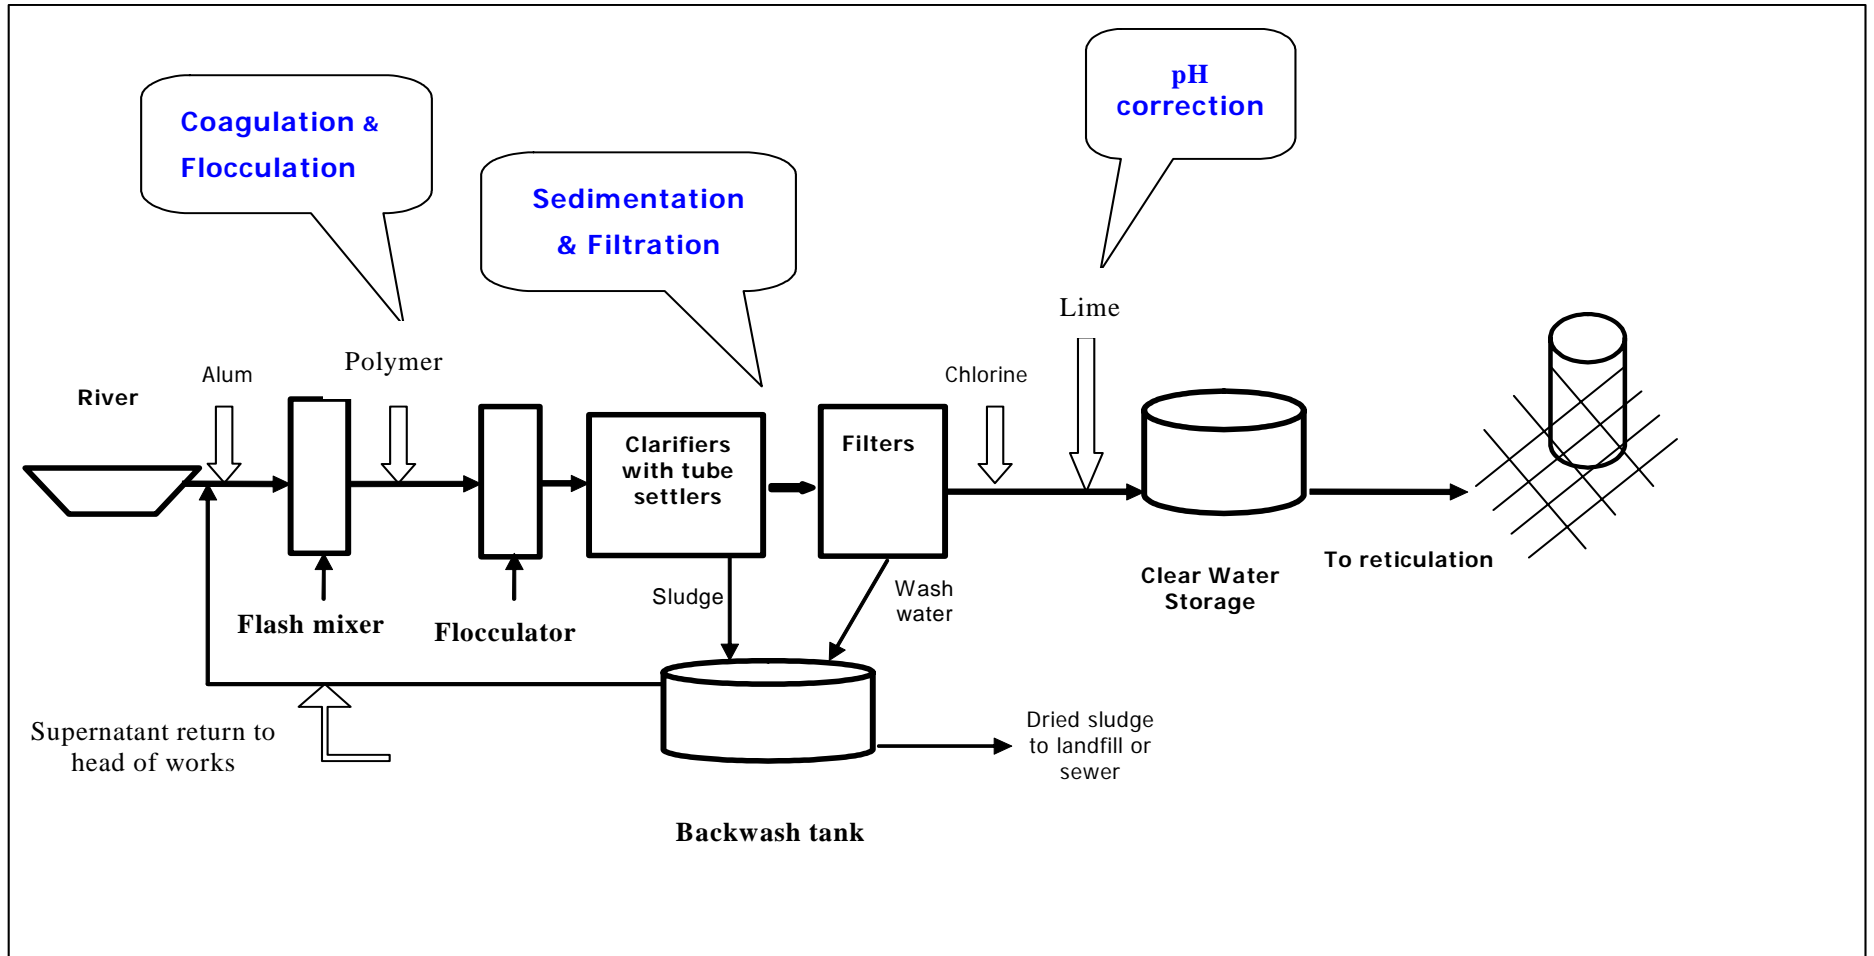 Coagulation &
Flocculation
Sedimentation
& Filtration
pH
correction
River
Alum
Polymer
Chlorine
Lime
Clarifiers
with tube
settlers
Filters
Flash mixer
Flocculator
Sludge
Wash
water
Clear Water
Storage
To reticulation
Supernatant return to
head of works
Dried sludge
to landfill or
sewer
Backwash tank